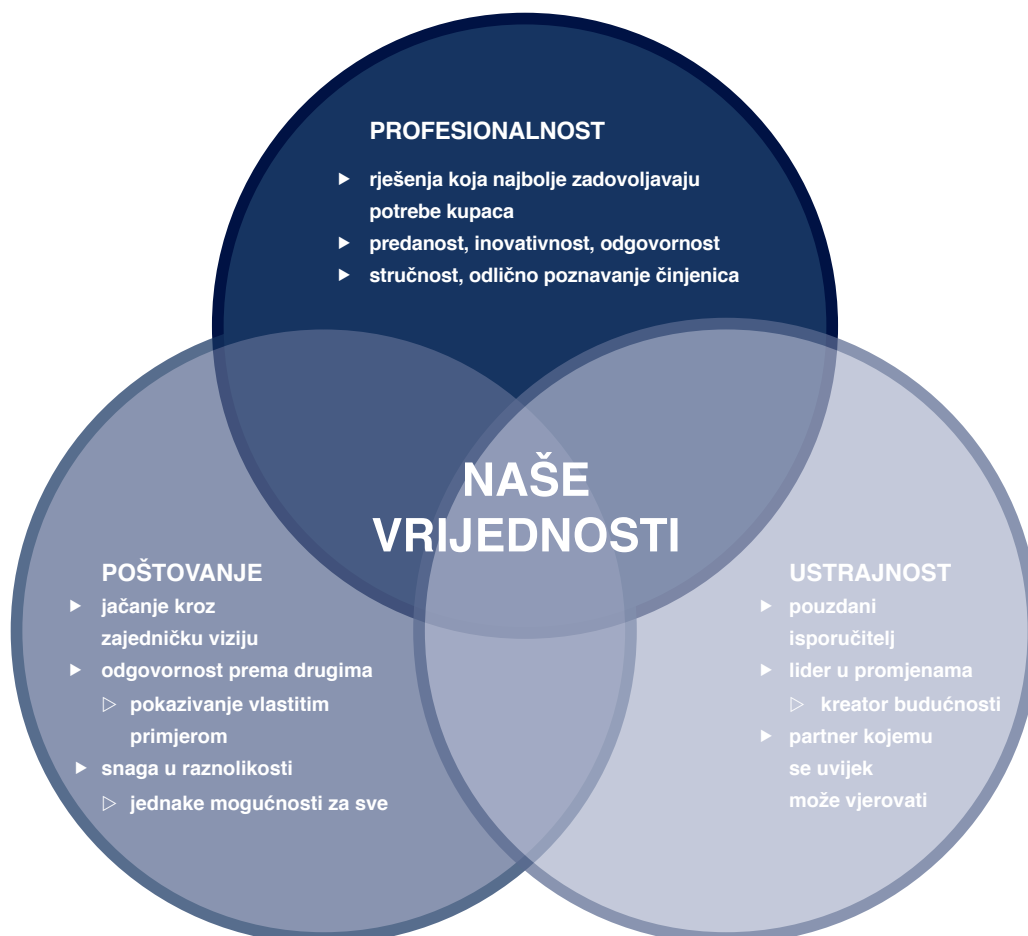 PROFESIONALNOST
▶ rješenja koja najbolje zadovoljavaju
potrebe kupaca
▶ predanost, inovativnost, odgovornost
▶ stručnost, odlično poznavanje činjenica
NAŠE
VRIJEDNOSTI
POŠTOVANJE
▶ jačanje kroz
zajedničku viziju
▶ odgovornost prema drugima
▷ pokazivanje vlastitim
primjerom
▶ snaga u raznolikosti
▷ jednake mogućnosti za sve
USTRAJNOST
▶ pouzdani
isporučitelj
▶ lider u promjenama
▷ kreator budućnosti
▶ partner kojemu
se uvijek
može vjerovati